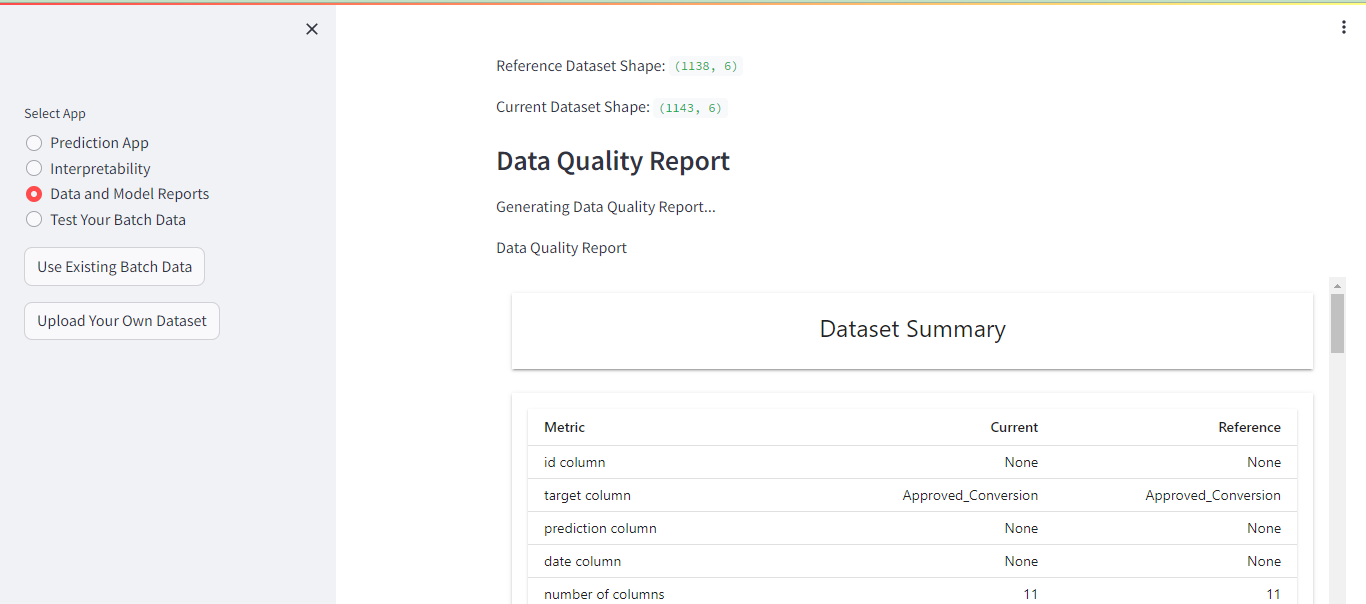 Select App
Prediction App
Interpretability
Data and Model Reports
Test Your Batch Data
Use Existing Batch Data
Upload Your Own Dataset
Reference Dataset Shape: (1138, 6)
Current Dataset Shape: (1143, 6)
Data Quality Report
Generating Data Quality Report...
Data Quality Report
Dataset Summary
Metric Current Reference
id column None None
target column Approved_Conversion Approved_Conversion
prediction column None None
date column None None
number of columns 11 11